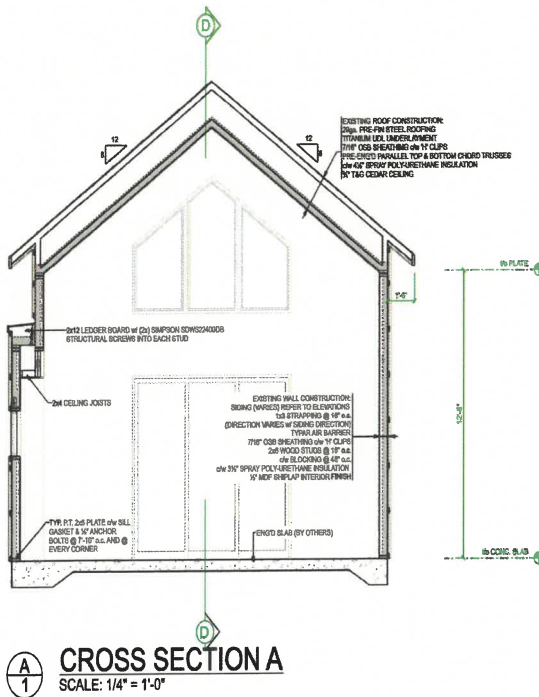 D
12
12
8
EXISTING ROOF CONSTRUCTION:
29ga. PRE-FIN STEEL ROOFING
TITANIUM UDL UNDERLAYMENT
7/16" OSB SHEATHING c/w 'H' CLIPS
PRE-ENG'D PARALLEL TOP & BOTTOM CHORD TRUSSES
c/w 4½" SPRAY POLY-URETHANE INSULATION
T&G CEDAR CEILING
t/o PLATE
1'-6"
2x12 LEDGER BOARD w/ (2x) SIMPSON SDWS22400DB
STRUCTURAL SCREWS INTO EACH STUD
2x4 CEILING JOISTS
EXISTING WALL CONSTRUCTION:
SIDING (VARIES) REFER TO ELEVATIONS
1x3 STRAPPING @ 16" o.c.
(DIRECTION VARIES w/ SIDING DIRECTION)
TYPAR AIR BARRIER
7/16" OSB SHEATHING c/w 'H' CLIPS
2x6 WOOD STUDS @ 16" o.c.
c/w BLOCKING @ 48" o.c.
c/w 3½" SPRAY POLY-URETHANE INSULATION
½" MDF SHIPLAP INTERIOR FINISH
TYP. P.T. 2x6 PLATE c/w SILL
GASKET & ½" ANCHOR
BOLTS @ 7'-10" o.c. AND @
EVERY CORNER
ENG'D SLAB (BY OTHERS)
t/o CONC. SLAB
D
A
1
CROSS SECTION A
SCALE: 1/4" = 1'-0"